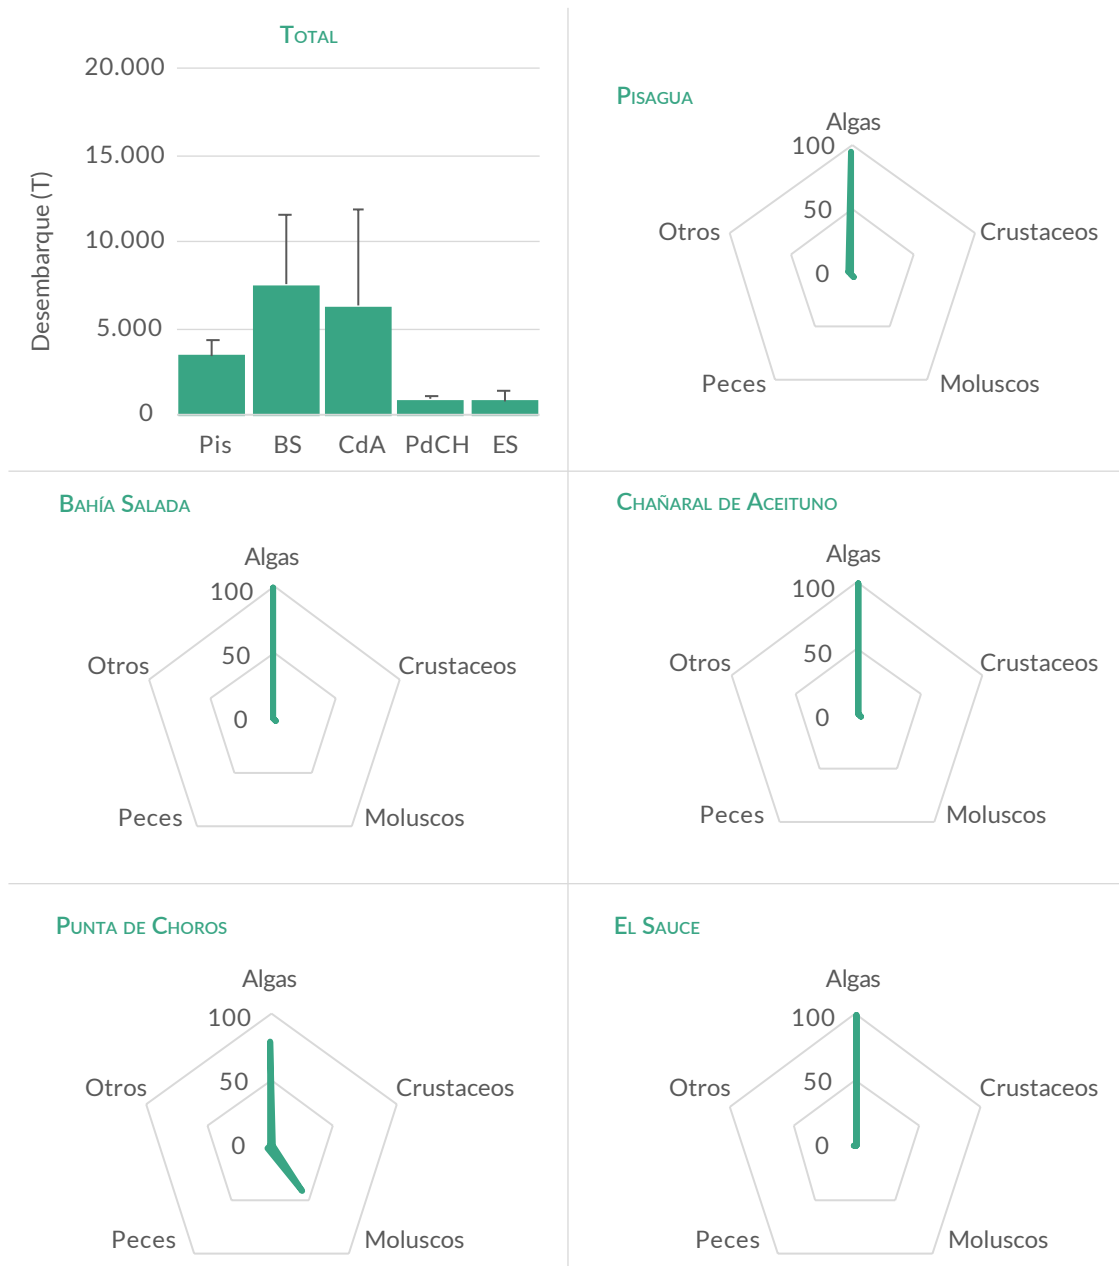 Total
20.000
15.000
10.000
5.000
0
Desembarque (T)
Pis BS CdA PdCH ES
Pisagua
Algas
100
50
0
Otros
Crustaceos
Peces
Moluscos
Bahía Salada
Algas
100
50
0
Otros
Crustaceos
Peces
Moluscos
Chañaral de Aceituno
Algas
100
50
0
Otros
Crustaceos
Peces
Moluscos
Punta de Choros
Algas
100
50
0
Otros
Crustaceos
Peces
Moluscos
El Sauce
Algas
100
50
0
Otros
Crustaceos
Peces
Moluscos